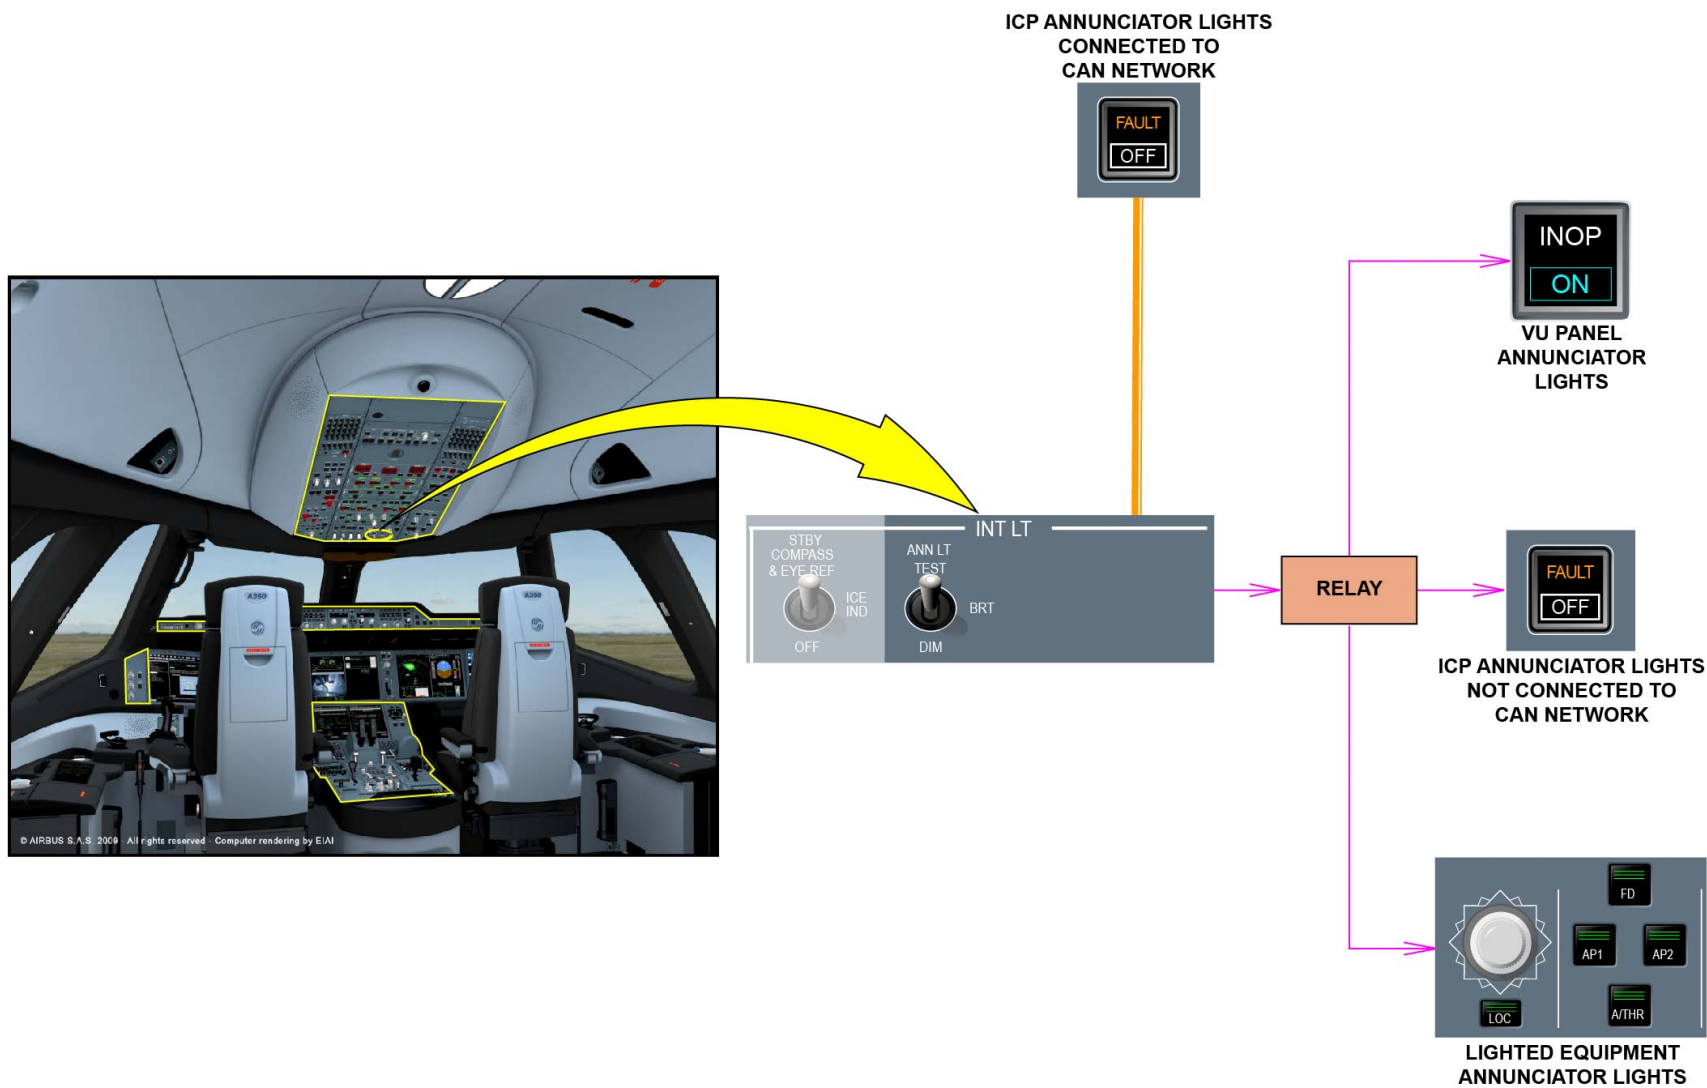 ICP ANNUNCIATOR LIGHTS
CONNECTED TO
CAN NETWORK
FAULT
OFF
INOP
ON
VU PANEL
ANNUNCIATOR
LIGHTS
INT LT
STBY
COMPASS
& EYE REF
ICE
IND
OFF
ANN LT
TEST
BRT
DIM
RELAY
FAULT
OFF
ICP ANNUNCIATOR LIGHTS
NOT CONNECTED TO
CAN NETWORK
A350
A350
© AIRBUS S.A.S. 2009 - All rights reserved - Computer rendering by EIAI
FD
AP1
AP2
LOC
A/THR
LIGHTED EQUIPMENT
ANNUNCIATOR LIGHTS